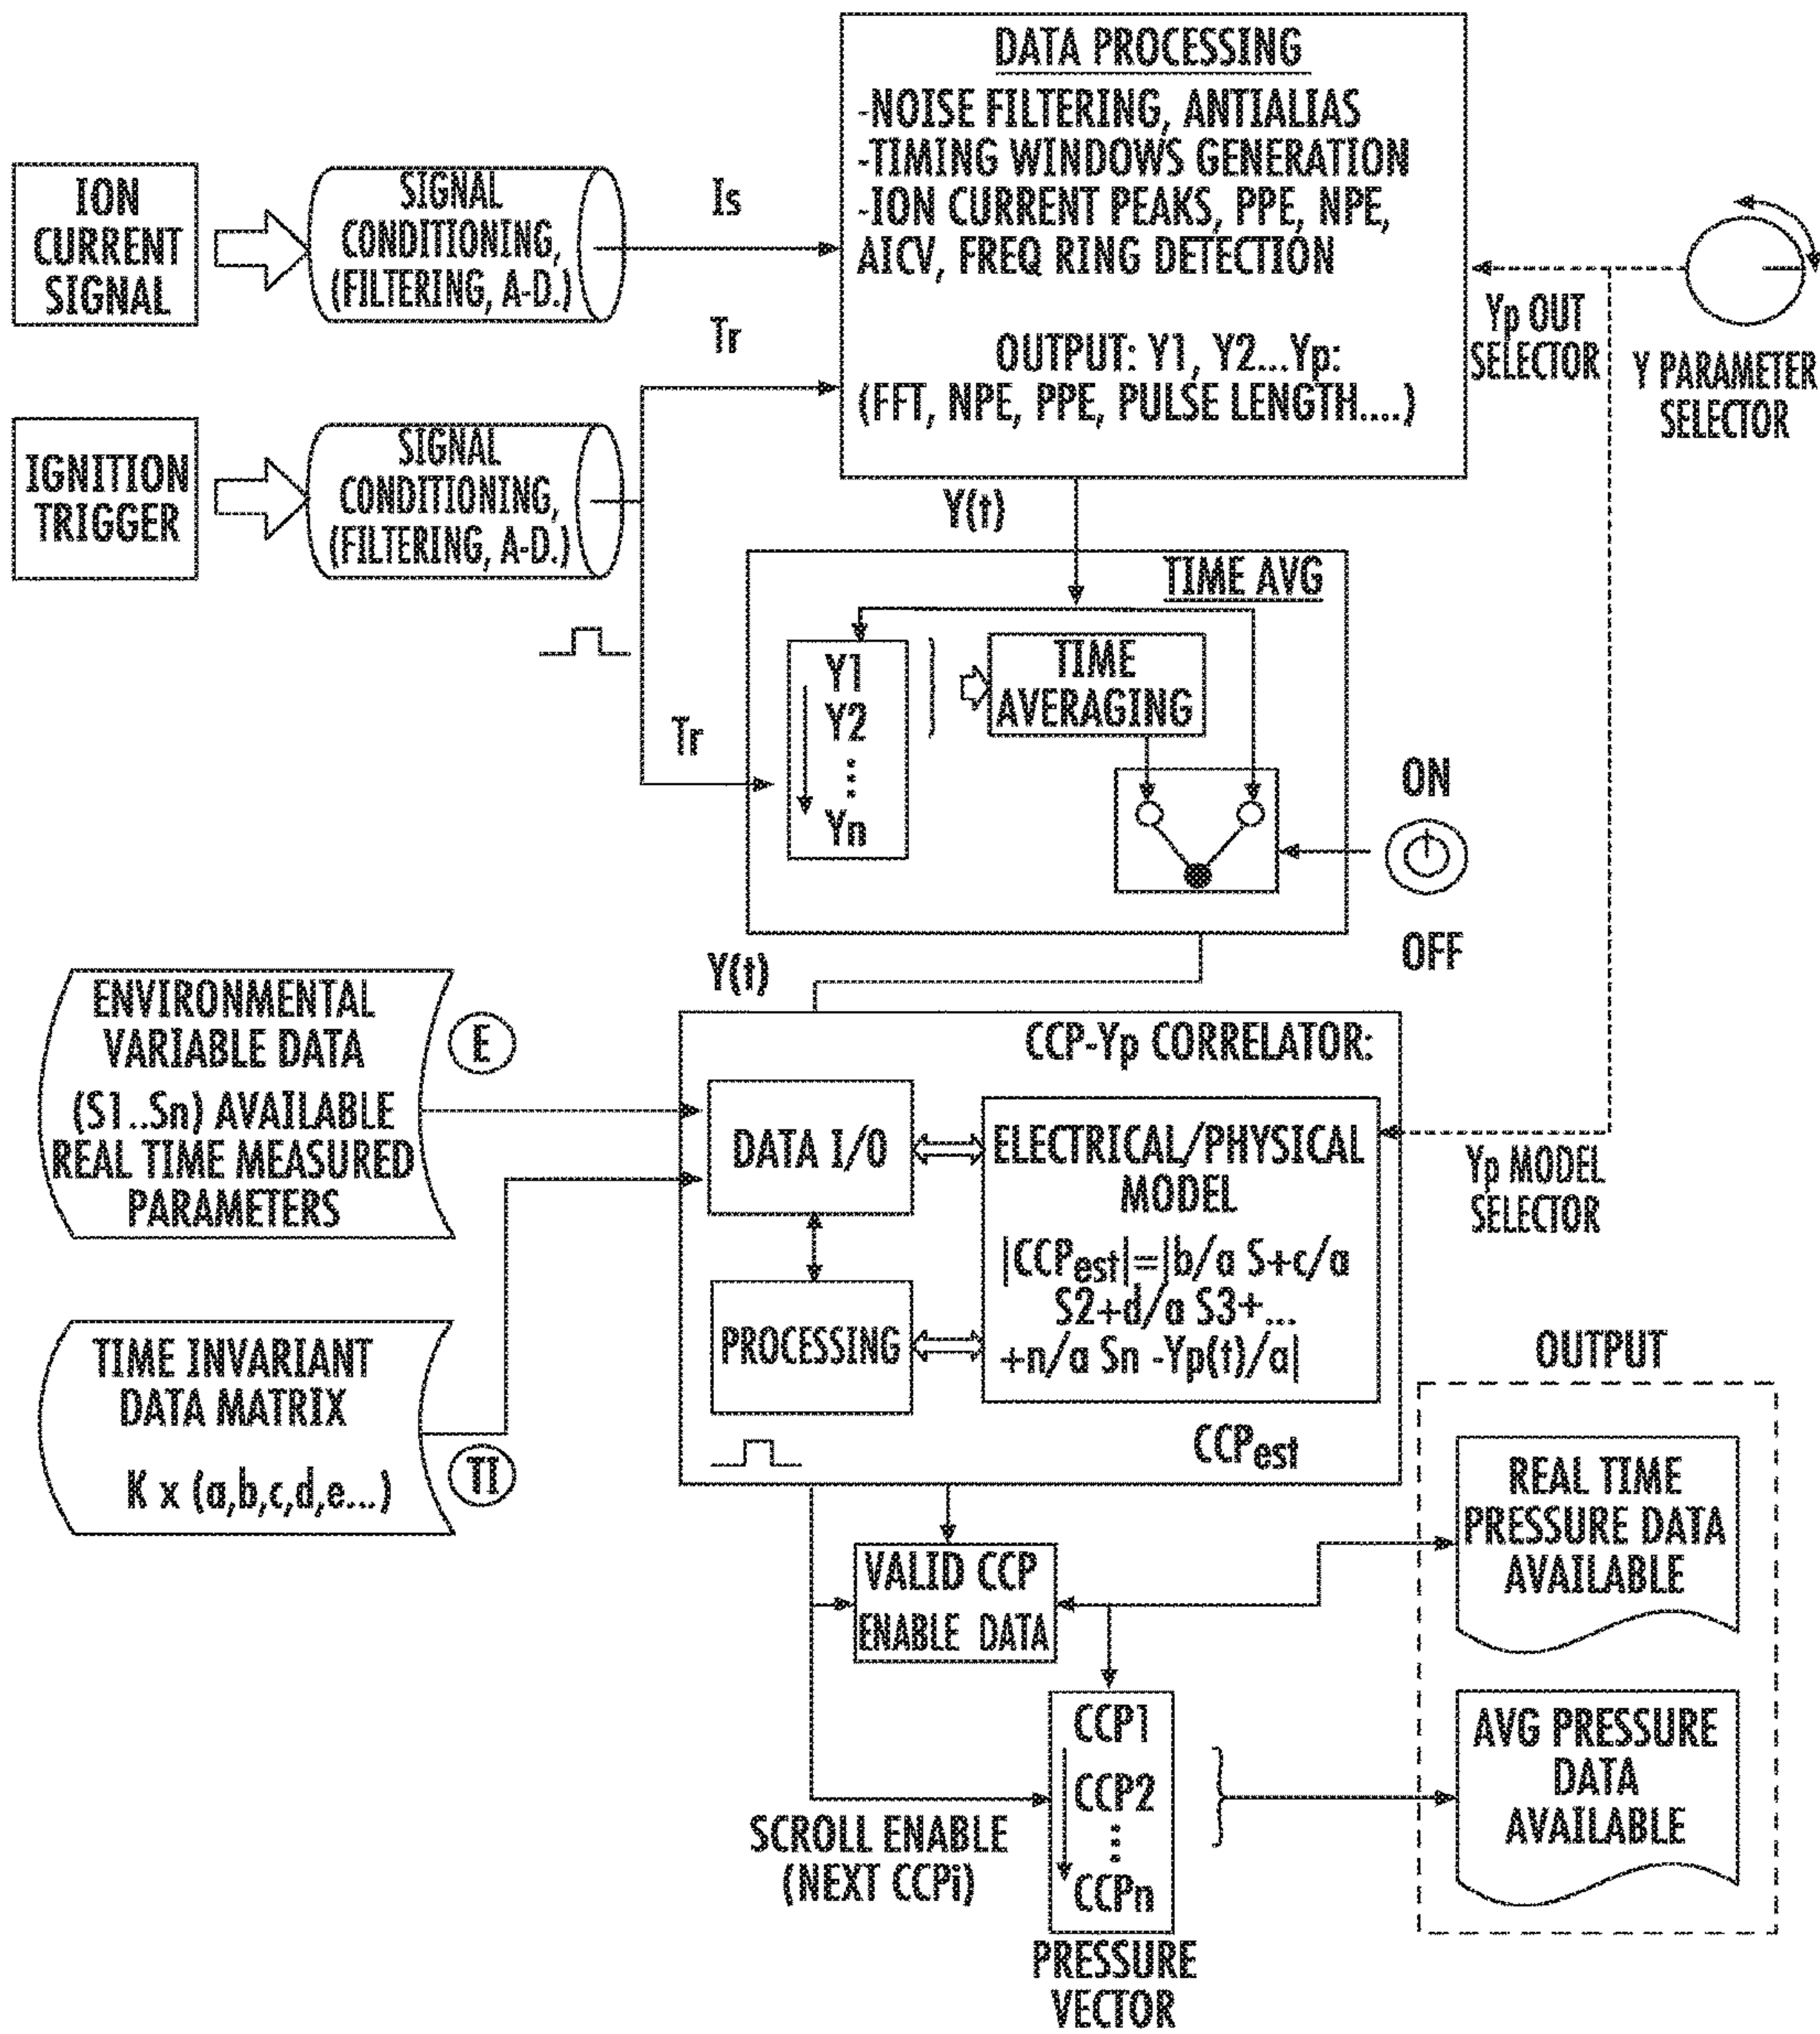 DATA PROCESSING
-NOISE FILTERING, ANTIALIAS
-TIMING WINDOWS GENERATION
-ION CURRENT PEAKS, PPE, NPE,
AICV, FREQ RING DETECTION
OUTPUT: Y1, Y2...Yp:
(FFT, NPE, PPE, PULSE LENGTH....)
ION
CURRENT
SIGNAL
SIGNAL
CONDITIONING,
(FILTERING, A-D.)
Is
Tr
IGNITION
TRIGGER
SIGNAL
CONDITIONING,
(FILTERING, A-D.)
Yp OUT
SELECTOR
Y PARAMETER
SELECTOR
Y(t)
TIME AVG
Y1
Y2
Yn
TIME
AVERAGING
Tr
ON
OFF
Y(t)
ENVIRONMENTAL
VARIABLE DATA
(S1..Sn) AVAILABLE
REAL TIME MEASURED
PARAMETERS
E
CCP-Yp CORRELATOR:
DATA I/O
ELECTRICAL/PHYSICAL
MODEL
|CCPest|=|b/a S+c/a
S2+d/a S3+...
+n/a Sn -Yp(t)/a|
PROCESSING
Yp MODEL
SELECTOR
TIME INVARIANT
DATA MATRIX
K x (a,b,c,d,e...)
TI
CCPest
OUTPUT
REAL TIME
PRESSURE DATA
AVAILABLE
VALID CCP
ENABLE DATA
CCP1
CCP2
CCPn
AVG PRESSURE
DATA
AVAILABLE
SCROLL ENABLE
(NEXT CCPi)
PRESSURE
VECTOR